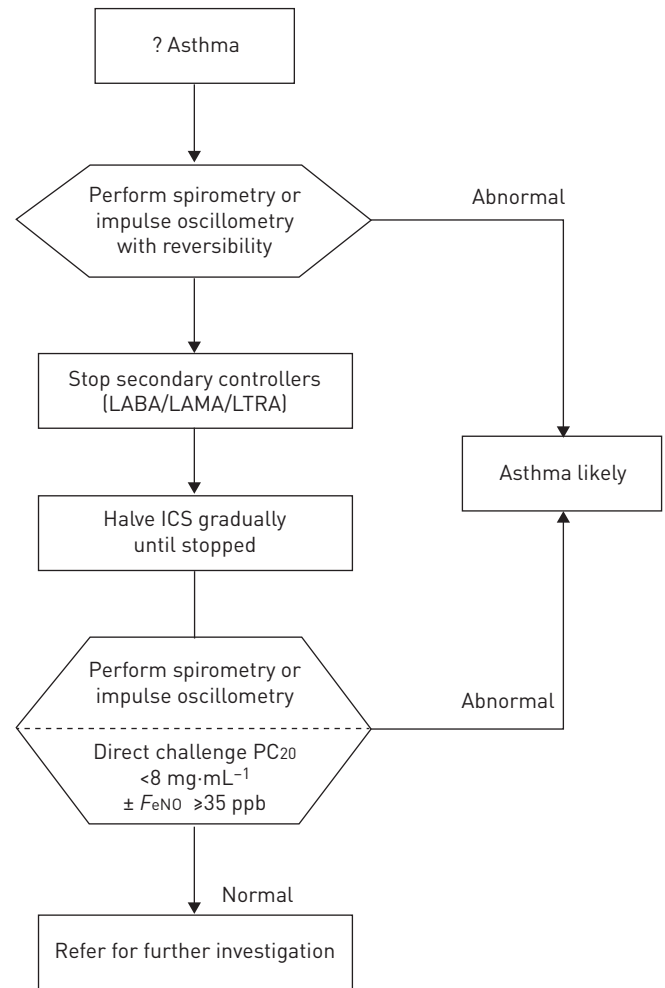 ? Asthma
Perform spirometry or
impulse oscillometry
with reversibility
Abnormal
Stop secondary controllers
(LABA/LAMA/LTRA)
Asthma likely
Halve ICS gradually
until stopped
Perform spirometry or
impulse oscillometry
Abnormal
Direct challenge PC20
<8 mg·mL⁻¹
± FeNO ⩾35 ppb
Normal
Refer for further investigation